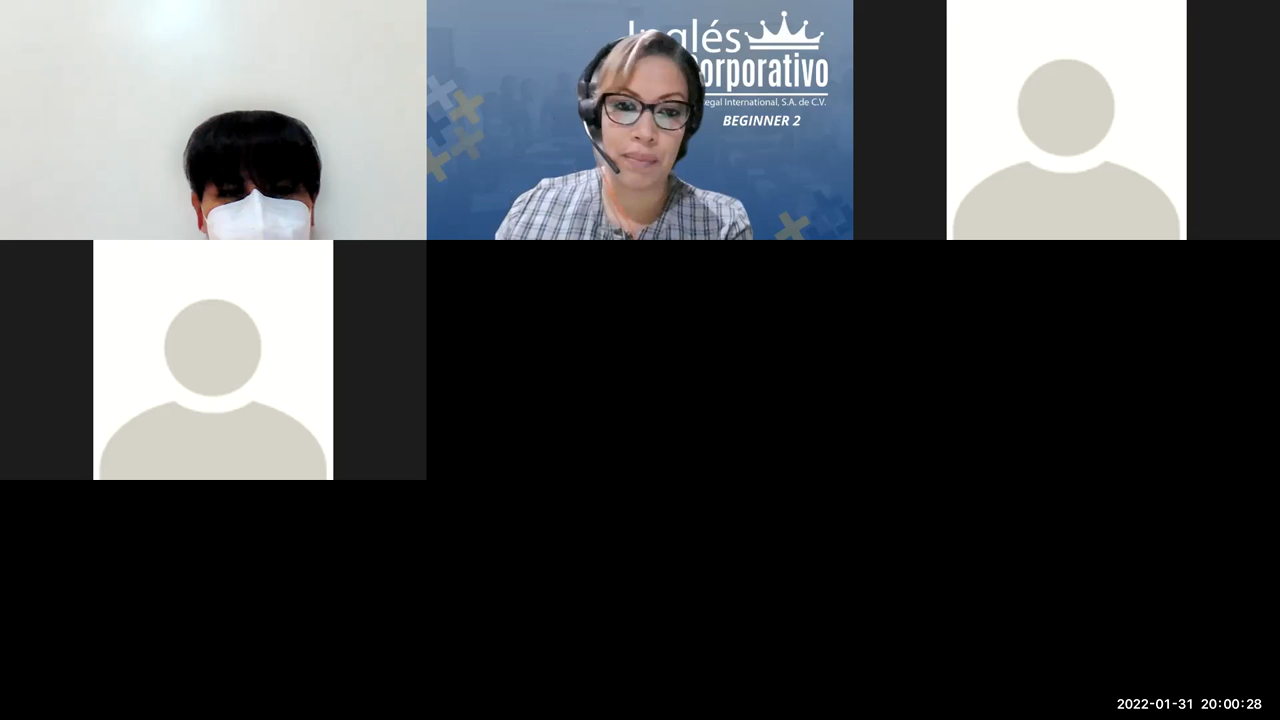 Inglés
orporativo
egal International, S.A. de C.V.
BEGINNER 2
2022-01-31 20:00:28